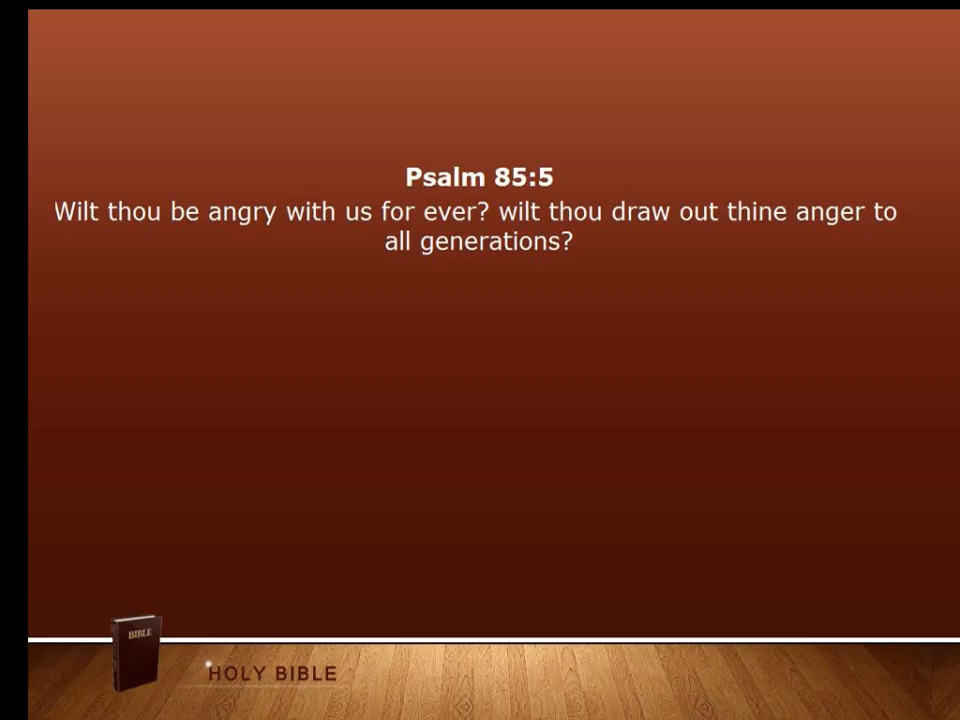 Psalm 85:5
Wilt thou be angry with us for ever? wilt thou draw out thine anger to
all generations?
BIBLE
HOLY BIBLE